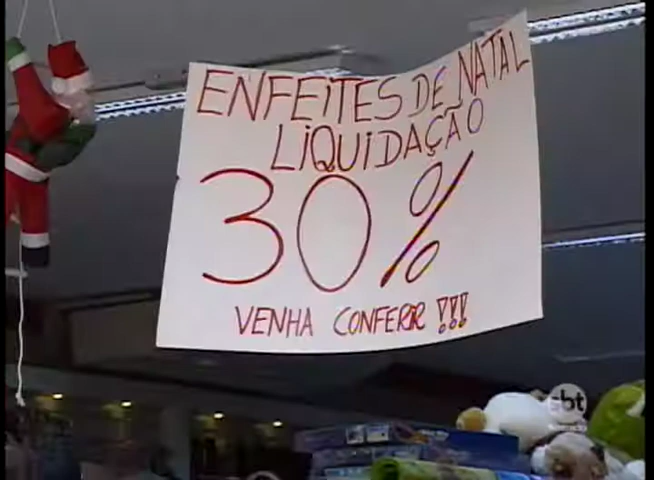 ENFEITES DE NATAL
LIQUIDAÇÃO
30%
VENHA CONFERIR !!!
sbt